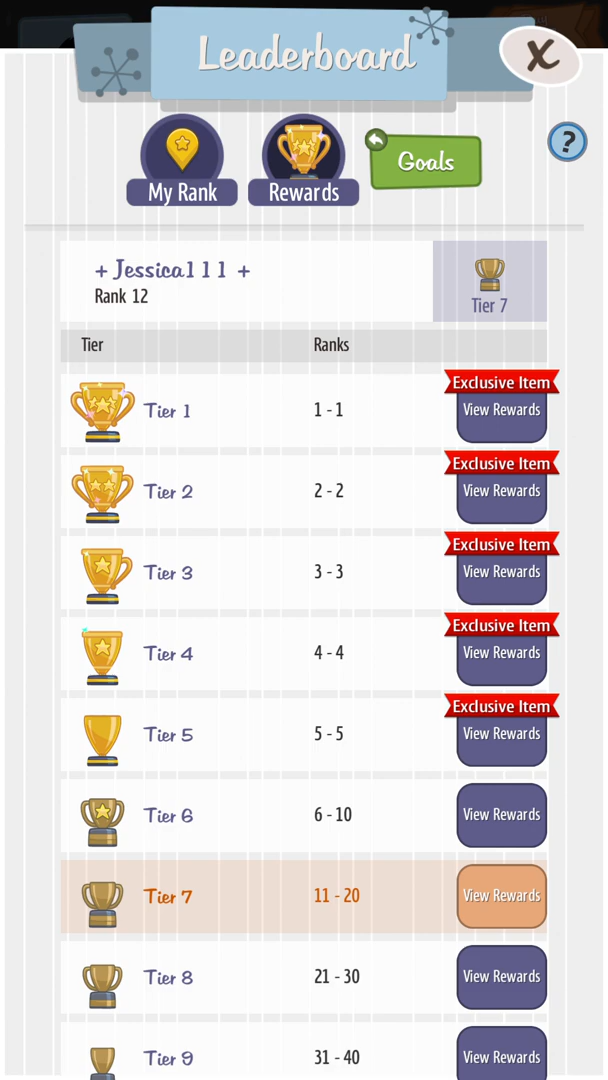 Leaderboard
X
My Rank
Rewards
Goals
?
+ Jessica111 +
Rank 12
Tier 7
Tier Ranks
Exclusive Item
Tier 1 1 - 1 View Rewards
Exclusive Item
Tier 2 2 - 2 View Rewards
Exclusive Item
Tier 3 3 - 3 View Rewards
Exclusive Item
Tier 4 4 - 4 View Rewards
Exclusive Item
Tier 5 5 - 5 View Rewards
Tier 6 6 - 10 View Rewards
Tier 7 11 - 20 View Rewards
Tier 8 21 - 30 View Rewards
Tier 9 31 - 40 View Rewards